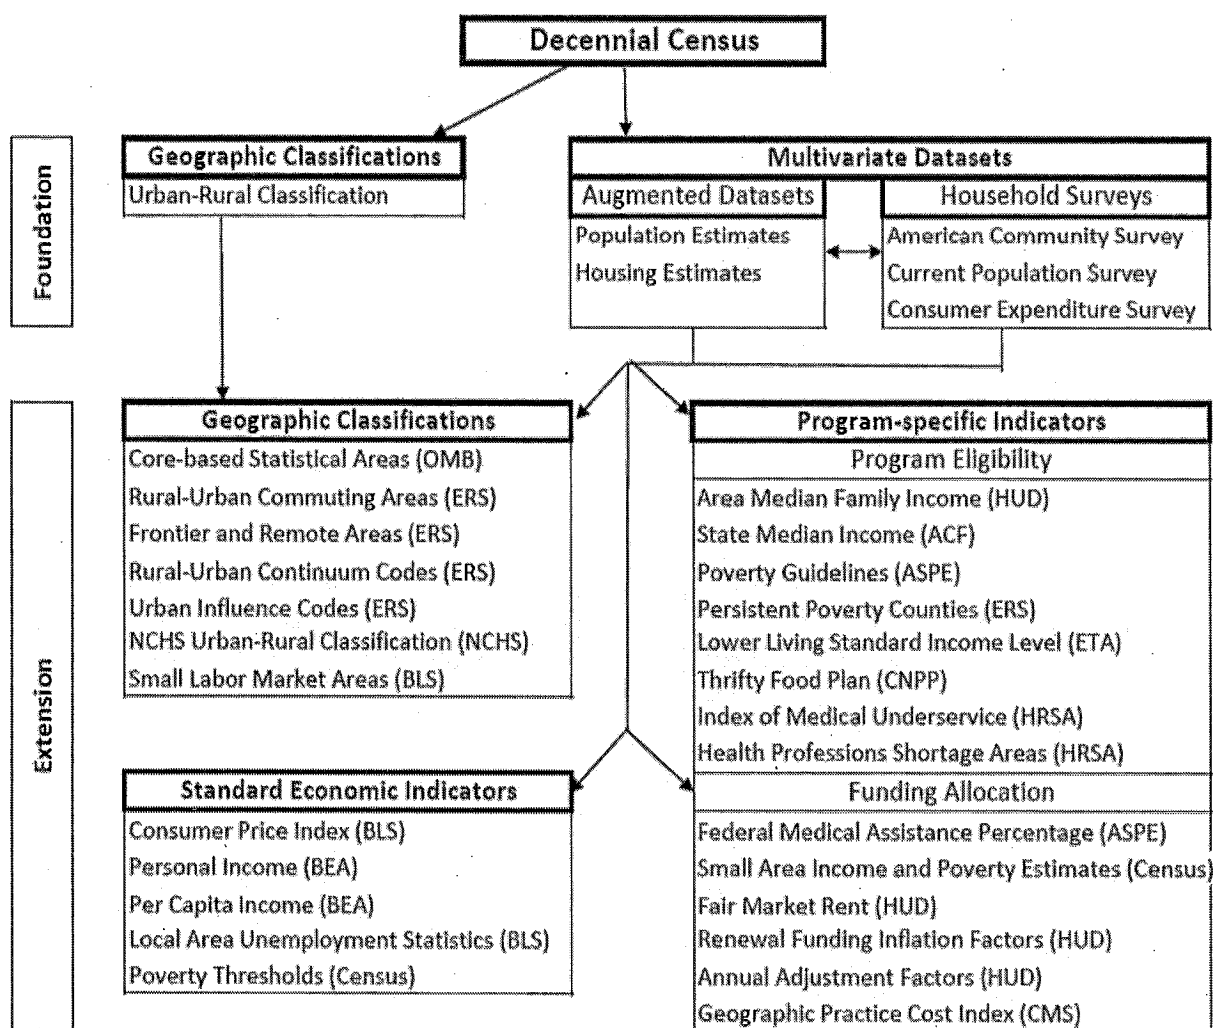 Decennial Census
Foundation
Geographic Classifications
Urban-Rural Classification
Multivariate Datasets
Augmented Datasets
Population Estimates
Housing Estimates
Household Surveys
American Community Survey
Current Population Survey
Consumer Expenditure Survey
Extension
Geographic Classifications
Core-based Statistical Areas (OMB)
Rural-Urban Commuting Areas (ERS)
Frontier and Remote Areas (ERS)
Rural-Urban Continuum Codes (ERS)
Urban Influence Codes (ERS)
NCHS Urban-Rural Classification (NCHS)
Small Labor Market Areas (BLS)
Standard Economic Indicators
Consumer Price Index (BLS)
Personal Income (BEA)
Per Capita Income (BEA)
Local Area Unemployment Statistics (BLS)
Poverty Thresholds (Census)
Program-specific Indicators
Program Eligibility
Area Median Family Income (HUD)
State Median Income (ACF)
Poverty Guidelines (ASPE)
Persistent Poverty Counties (ERS)
Lower Living Standard Income Level (ETA)
Thrifty Food Plan (CNPP)
Index of Medical Underservice (HRSA)
Health Professions Shortage Areas (HRSA)
Funding Allocation
Federal Medical Assistance Percentage (ASPE)
Small Area Income and Poverty Estimates (Census)
Fair Market Rent (HUD)
Renewal Funding Inflation Factors (HUD)
Annual Adjustment Factors (HUD)
Geographic Practice Cost Index (CMS)